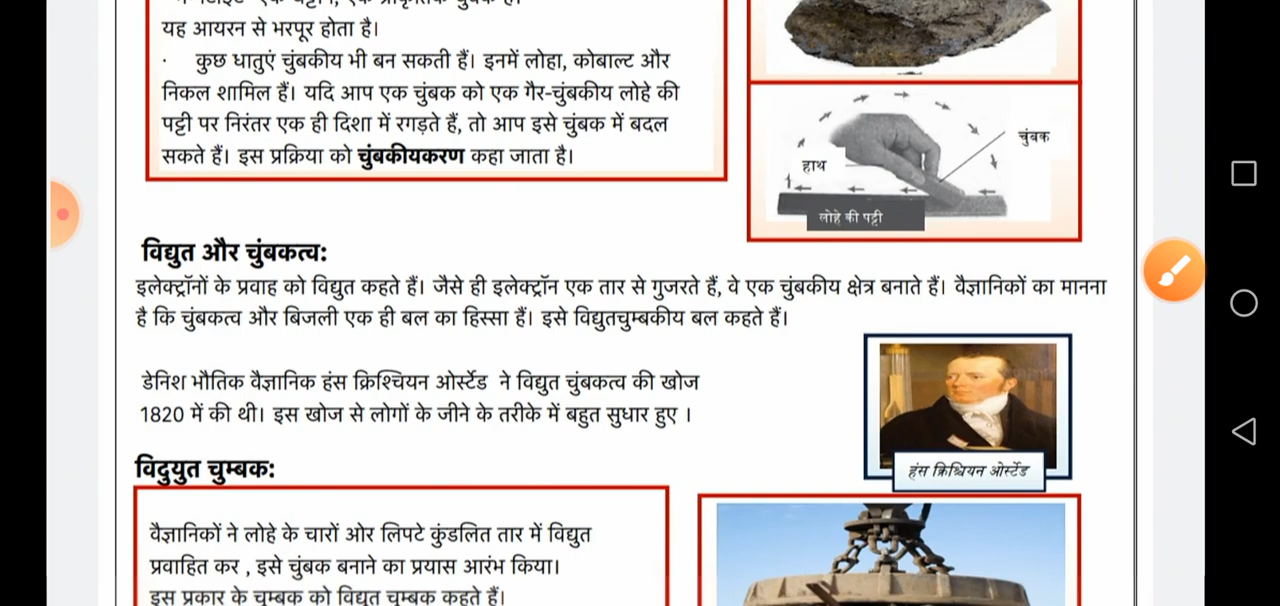 यह आयरन से भरपूर होता है।
· कुछ धातुएं चुंबकीय भी बन सकती हैं। इनमें लोहा, कोबाल्ट और
निकल शामिल हैं। यदि आप एक चुंबक को एक गैर-चुंबकीय लोहे की
पट्टी पर निरंतर एक ही दिशा में रगड़ते हैं, तो आप इसे चुंबक में बदल
सकते हैं। इस प्रक्रिया को चुंबकीयकरण कहा जाता है।
चुंबक
हाथ
लोहे की पट्टी
विद्युत और चुंबकत्व:
इलेक्ट्रॉनों के प्रवाह को विद्युत कहते हैं। जैसे ही इलेक्ट्रॉन एक तार से गुजरते हैं, वे एक चुंबकीय क्षेत्र बनाते हैं। वैज्ञानिकों का मानना
है कि चुंबकत्व और बिजली एक ही बल का हिस्सा हैं। इसे विद्युतचुम्बकीय बल कहते हैं।
डेनिश भौतिक वैज्ञानिक हंस क्रिश्चियन ओर्स्टेड ने विद्युत चुंबकत्व की खोज
1820 में की थी। इस खोज से लोगों के जीने के तरीके में बहुत सुधार हुए ।
हंस क्रिश्चियन ओर्स्टेड
विदुयुत चुम्बक:
वैज्ञानिकों ने लोहे के चारों ओर लिपटे कुंडलित तार में विद्युत
प्रवाहित कर , इसे चुंबक बनाने का प्रयास आरंभ किया।
इस प्रकार के चुम्बक को विद्युत चुम्बक कहते हैं।